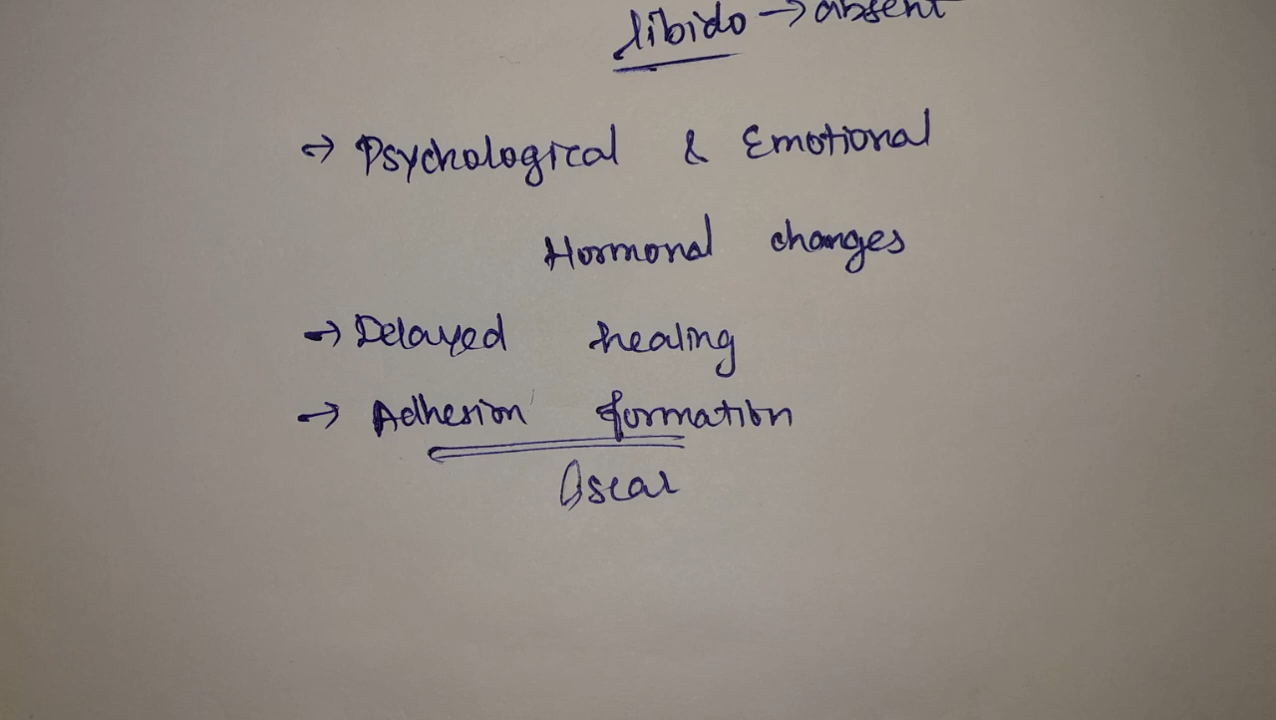 libido → absent
→ Psychological & Emotional
Hormonal changes
→ Delayed healing
→ Adhesion formation
scar